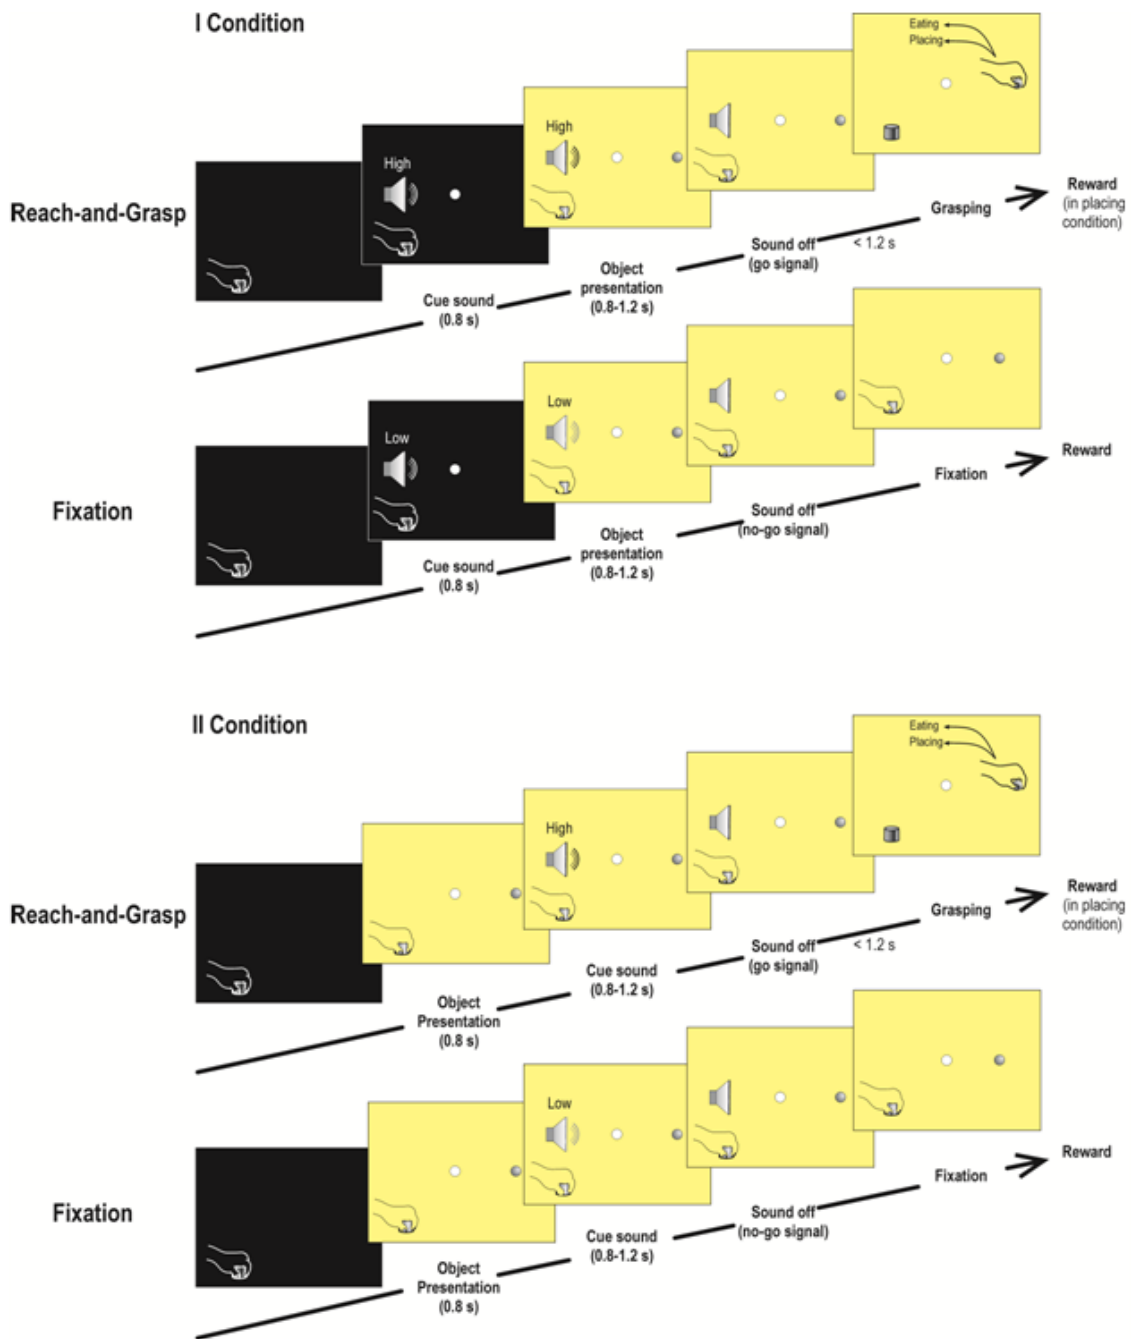 I Condition
Reach-and-Grasp
High
High
Eating
Placing
Cue sound
(0.8 s)
Object
presentation
(0.8-1.2 s)
Sound off
(go signal)
< 1.2 s
Grasping
Reward
(in placing
condition)
Fixation
Low
Low
Cue sound
(0.8 s)
Object
presentation
(0.8-1.2 s)
Sound off
(no-go signal)
Fixation
Reward
II Condition
Reach-and-Grasp
High
Eating
Placing
Object
Presentation
(0.8 s)
Cue sound
(0.8-1.2 s)
Sound off
(go signal)
< 1.2 s
Grasping
Reward
(in placing
condition)
Fixation
Low
Object
Presentation
(0.8 s)
Cue sound
(0.8-1.2 s)
Sound off
(no-go signal)
Fixation
Reward